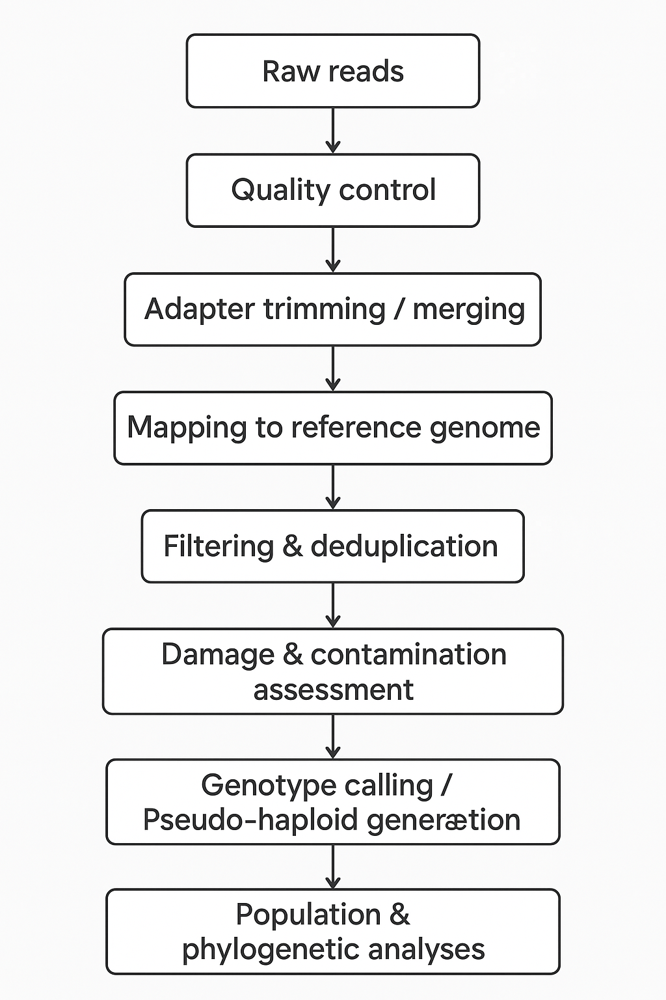 Raw reads
Quality control
Adapter trimming / merging
Mapping to reference genome
Filtering & deduplication
Damage & contamination
assessment
Genotype calling /
Pseudo-haploid generætion
Population &
phylogenetic analyses